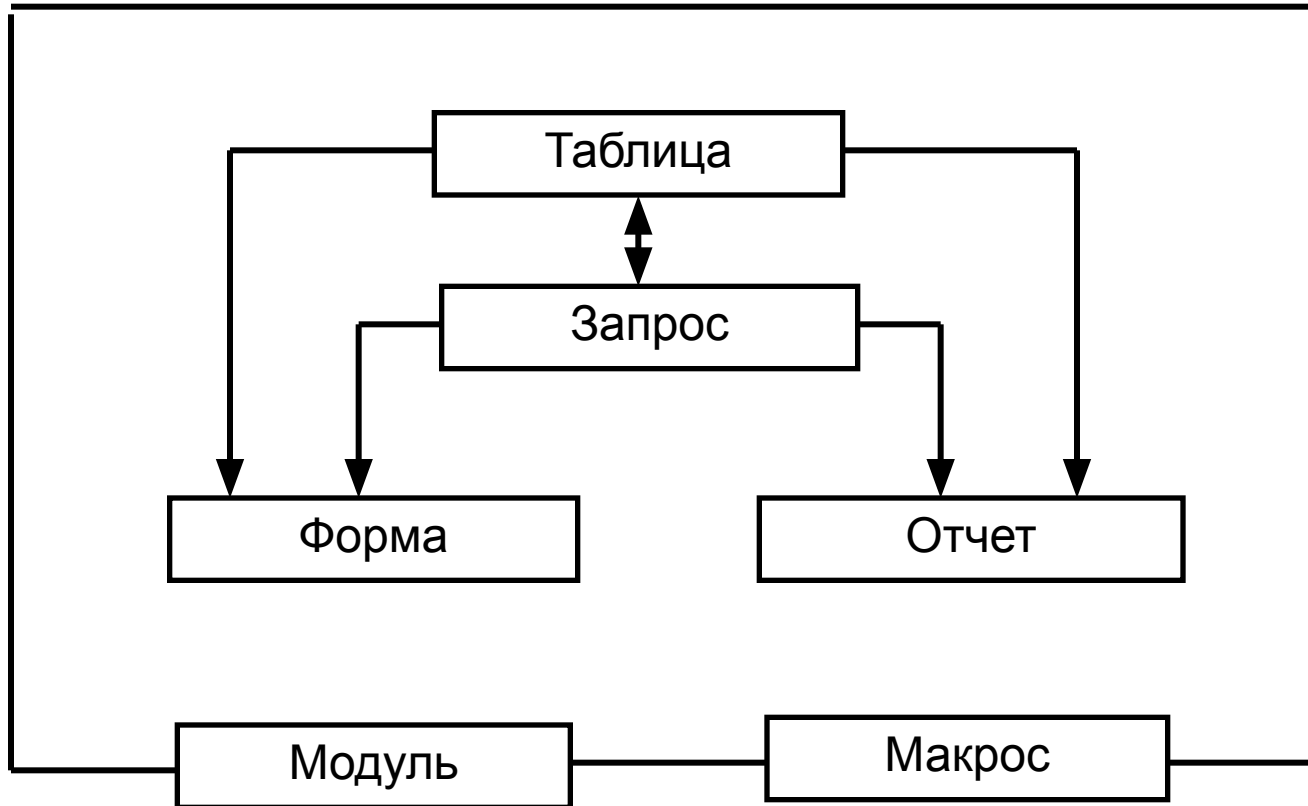 Таблица
Запрос
Форма
Отчет
Модуль
Макрос